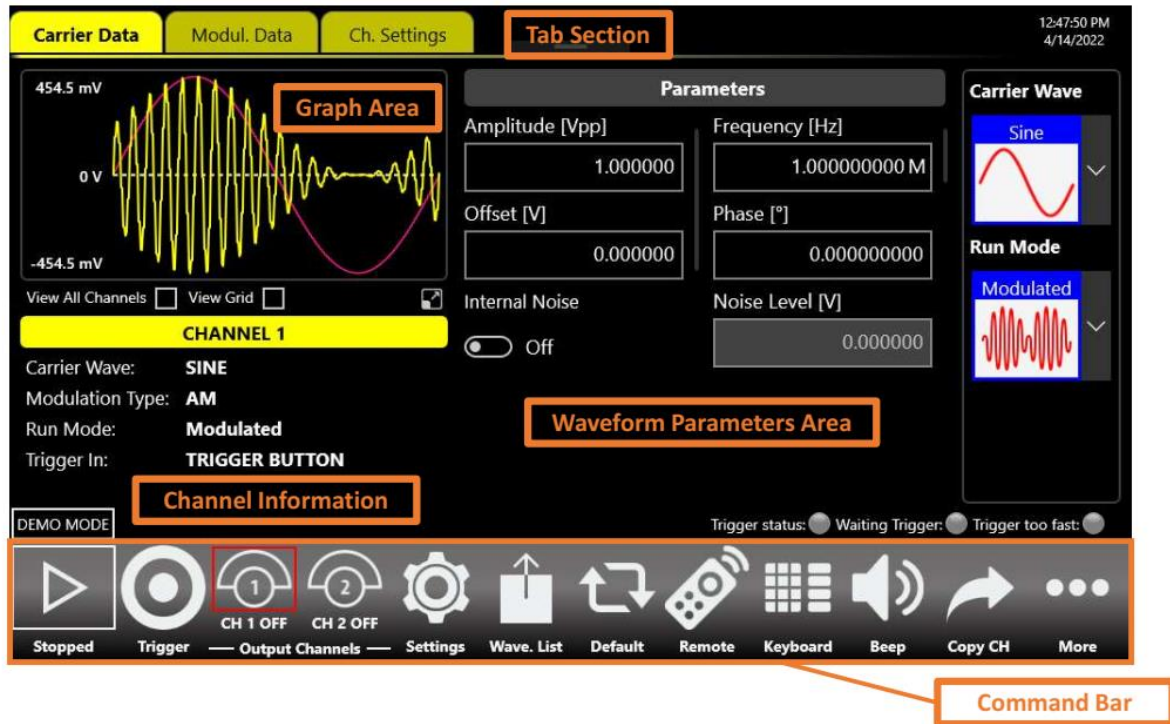 Carrier Data
Modul. Data
Ch. Settings
Tab Section
12:47:50 PM
4/14/2022
454.5 mV
0 V
-454.5 mV
Graph Area
View All Channels
View Grid
CHANNEL 1
Carrier Wave: SINE
Modulation Type: AM
Run Mode: Modulated
Trigger In: TRIGGER BUTTON
Channel Information
DEMO MODE
Parameters
Amplitude [Vpp]
1.000000
Frequency [Hz]
1.000000000 M
Offset [V]
0.000000
Phase [°]
0.000000000
Internal Noise
Off
Noise Level [V]
0.000000
Waveform Parameters Area
Carrier Wave
Sine
Run Mode
Modulated
Trigger status:
Waiting Trigger:
Trigger too fast:
Stopped
Trigger
1
CH 1 OFF
2
CH 2 OFF
Output Channels
Settings
Wave. List
Default
Remote
Keyboard
Beep
Copy CH
More
Command Bar